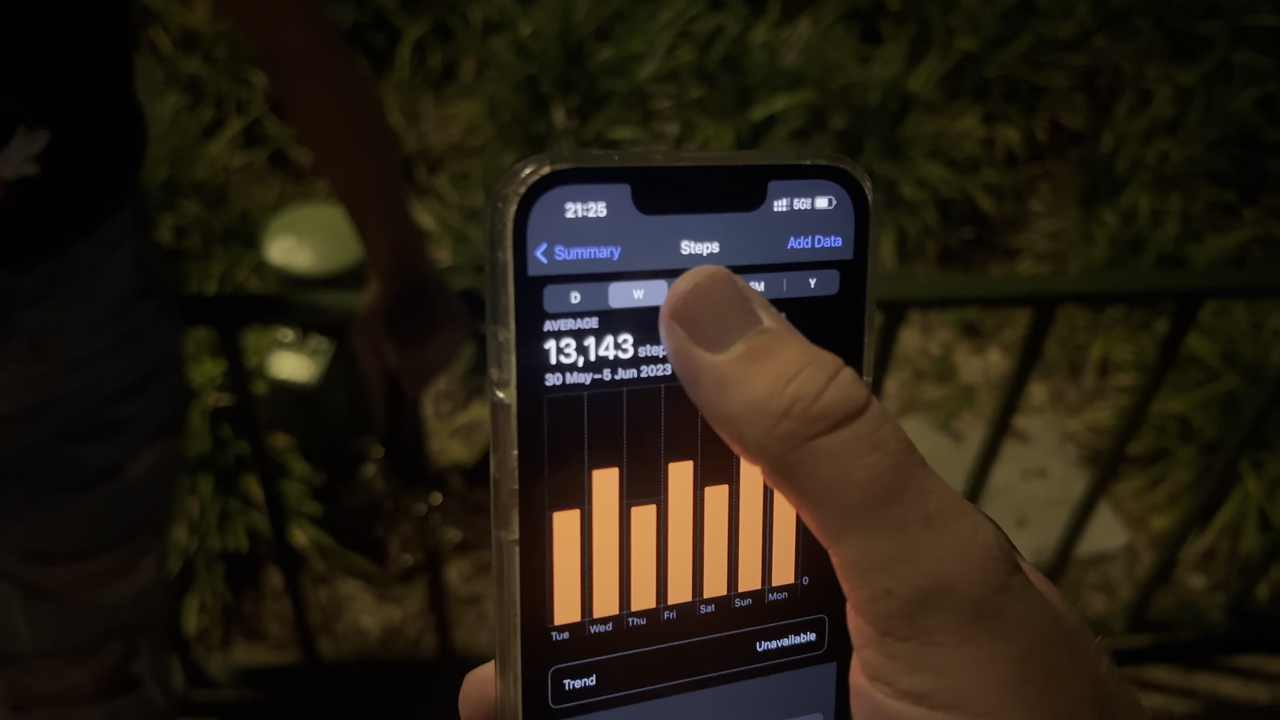 21:25 5G
Summary Steps Add Data
D W 6M Y
AVERAGE
13,143
30 May–5 Jun 2023
0
Tue Wed Thu Fri Sat Sun Mon
Unavailable
Trend